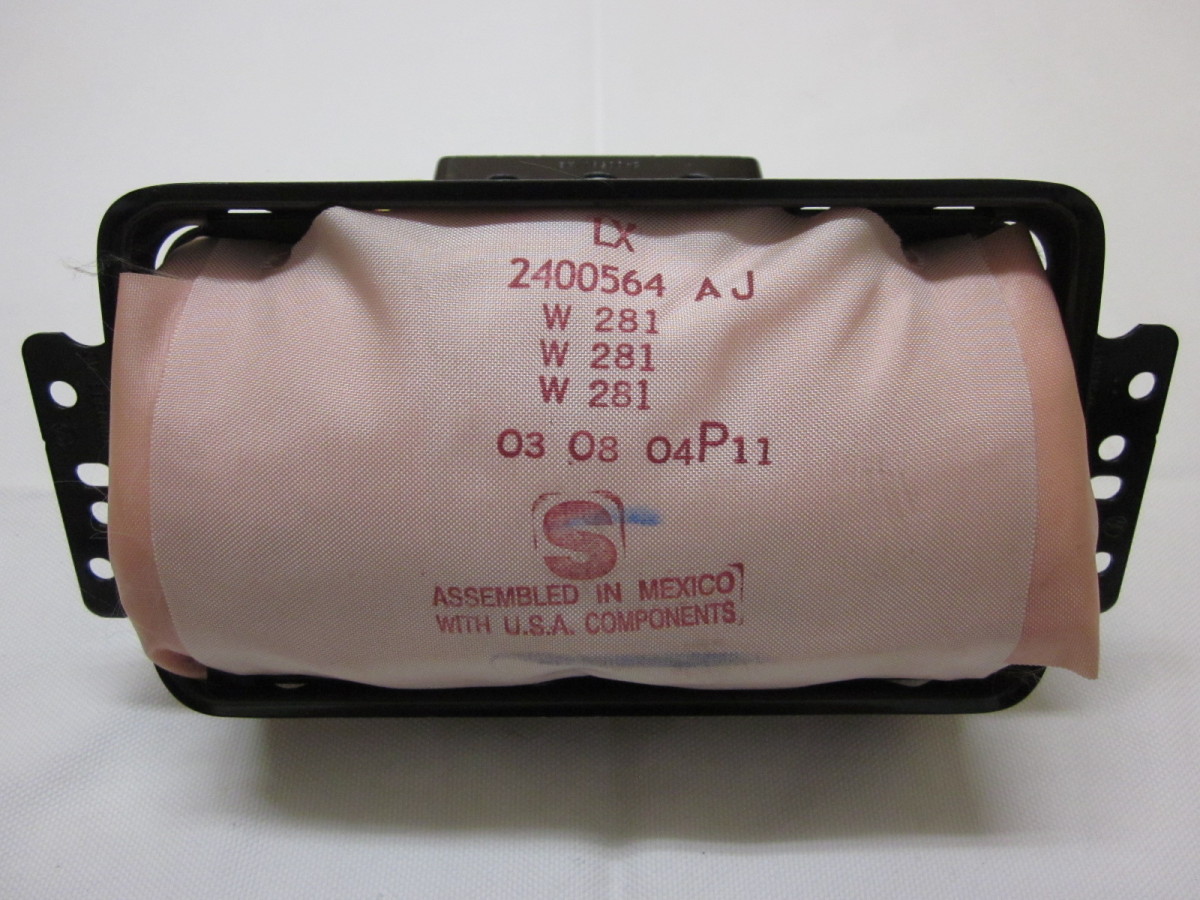 LX
2400564 AJ
W 281
W 281
W 281
03 08 04P11
S
ASSEMBLED IN MEXICO
WITH U.S.A. COMPONENTS